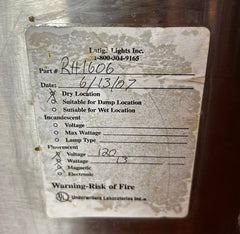 Lights Inc.
1-800-304-9165
Part # RH1606
Date: 6/13/07
Dry Location
Suitable for Damp Location
Suitable for Wet Location
Incandescent
Voltage
Max Wattage
Lamp Type
Fluorescent
Voltage 120
Wattage 13
Magnetic
Electronic
Warning-Risk of Fire
UL Underwriters Laboratories Inc.®